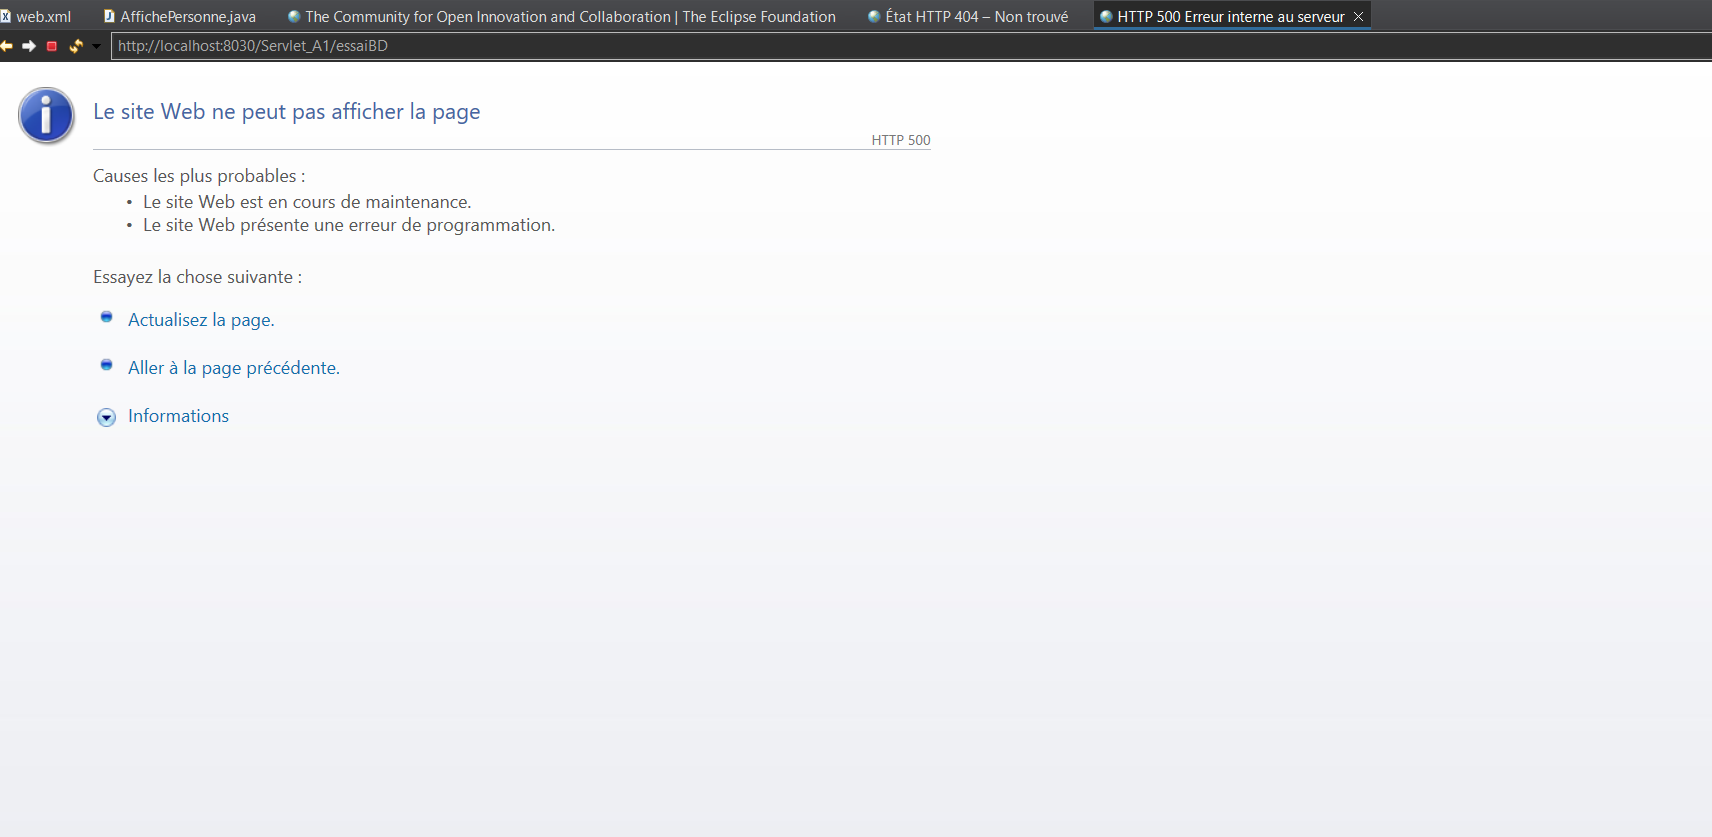 web.xml AffichePersonne.java The Community for Open Innovation and Collaboration | The Eclipse Foundation État HTTP 404 – Non trouvé HTTP 500 Erreur interne au serveur
http://localhost:8030/Servlet_A1/essaiBD
Le site Web ne peut pas afficher la page
HTTP 500
Causes les plus probables :
• Le site Web est en cours de maintenance.
• Le site Web présente une erreur de programmation.
Essayez la chose suivante :
Actualisez la page.
Aller à la page précédente.
Informations